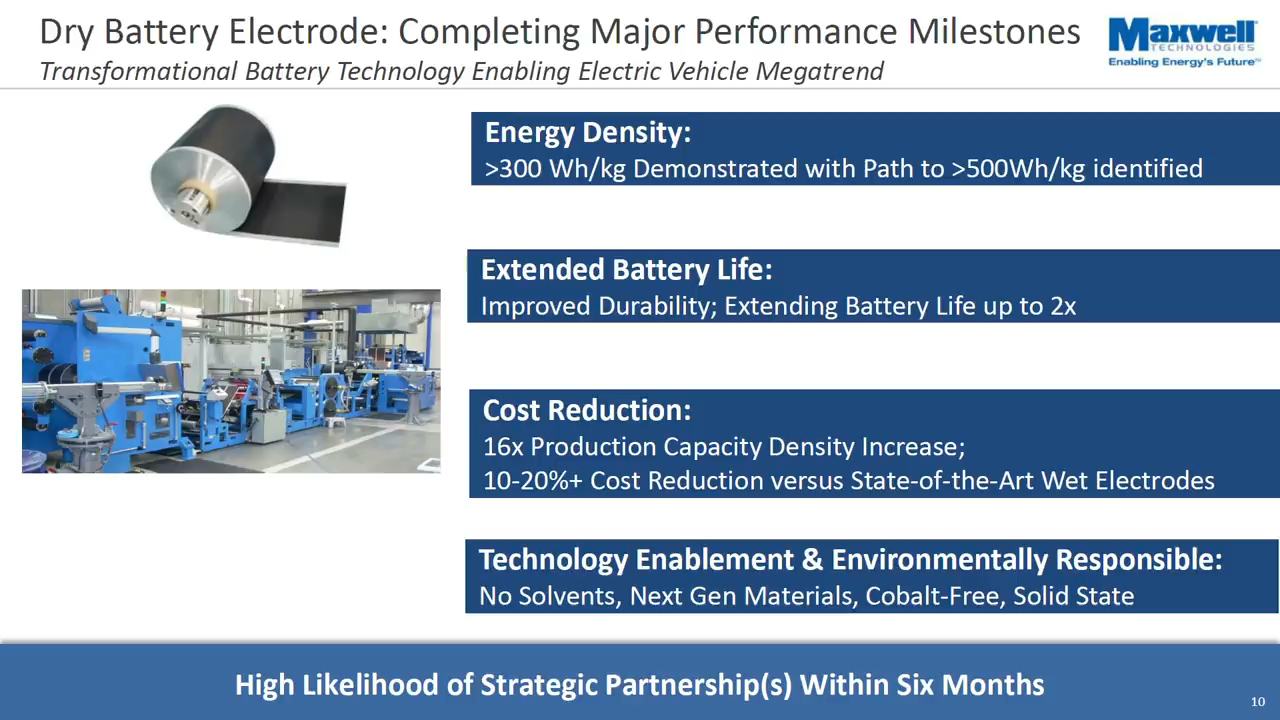 Dry Battery Electrode: Completing Major Performance Milestones
Transformational Battery Technology Enabling Electric Vehicle Megatrend
Maxwell
TECHNOLOGIES
Enabling Energy's Future™
Energy Density:
>300 Wh/kg Demonstrated with Path to >500Wh/kg identified
Extended Battery Life:
Improved Durability; Extending Battery Life up to 2x
Cost Reduction:
16x Production Capacity Density Increase;
10-20%+ Cost Reduction versus State-of-the-Art Wet Electrodes
Technology Enablement & Environmentally Responsible:
No Solvents, Next Gen Materials, Cobalt-Free, Solid State
High Likelihood of Strategic Partnership(s) Within Six Months
10